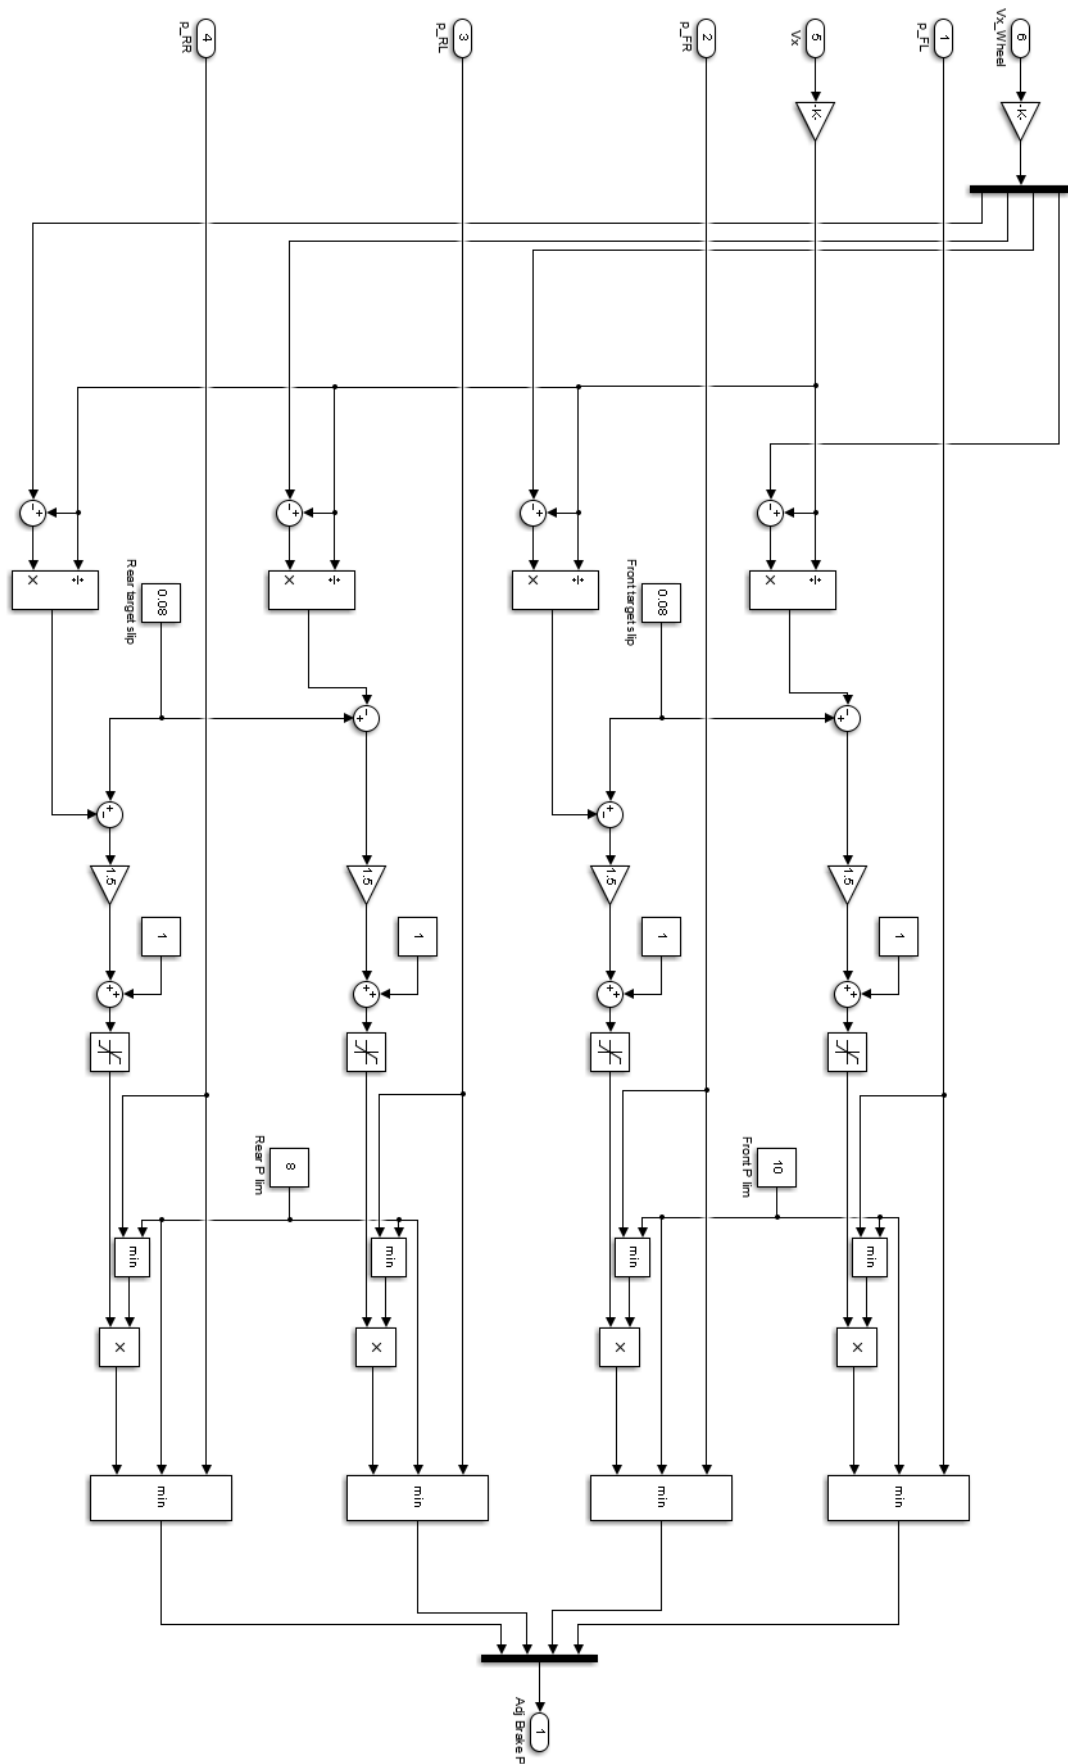 6
Vx_Wheel
-K-
1
p_FL
5
Vx
-K-
÷
×
+
-
-
+
1.5
1
+
+
10
Front P lim
min
×
min
2
p_FR
0.08
Front target slip
÷
×
+
-
+
-
1.5
1
+
+
min
×
min
3
p_RL
÷
×
+
-
-
+
1.5
1
+
+
8
Rear P lim
min
×
min
4
p_RR
0.08
Rear target slip
÷
×
+
-
+
-
1.5
1
+
+
min
×
min
1
Adj Brake P